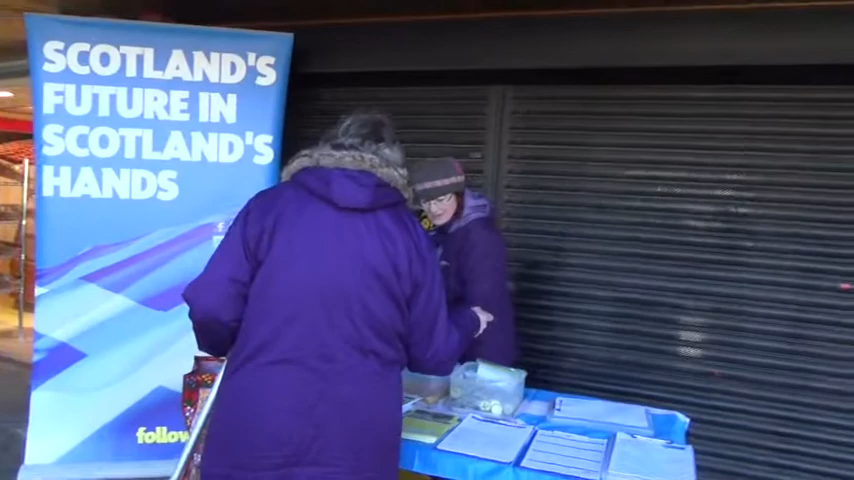 SCOTLAND'S
FUTURE IN
SCOTLAND'S
HANDS
follow